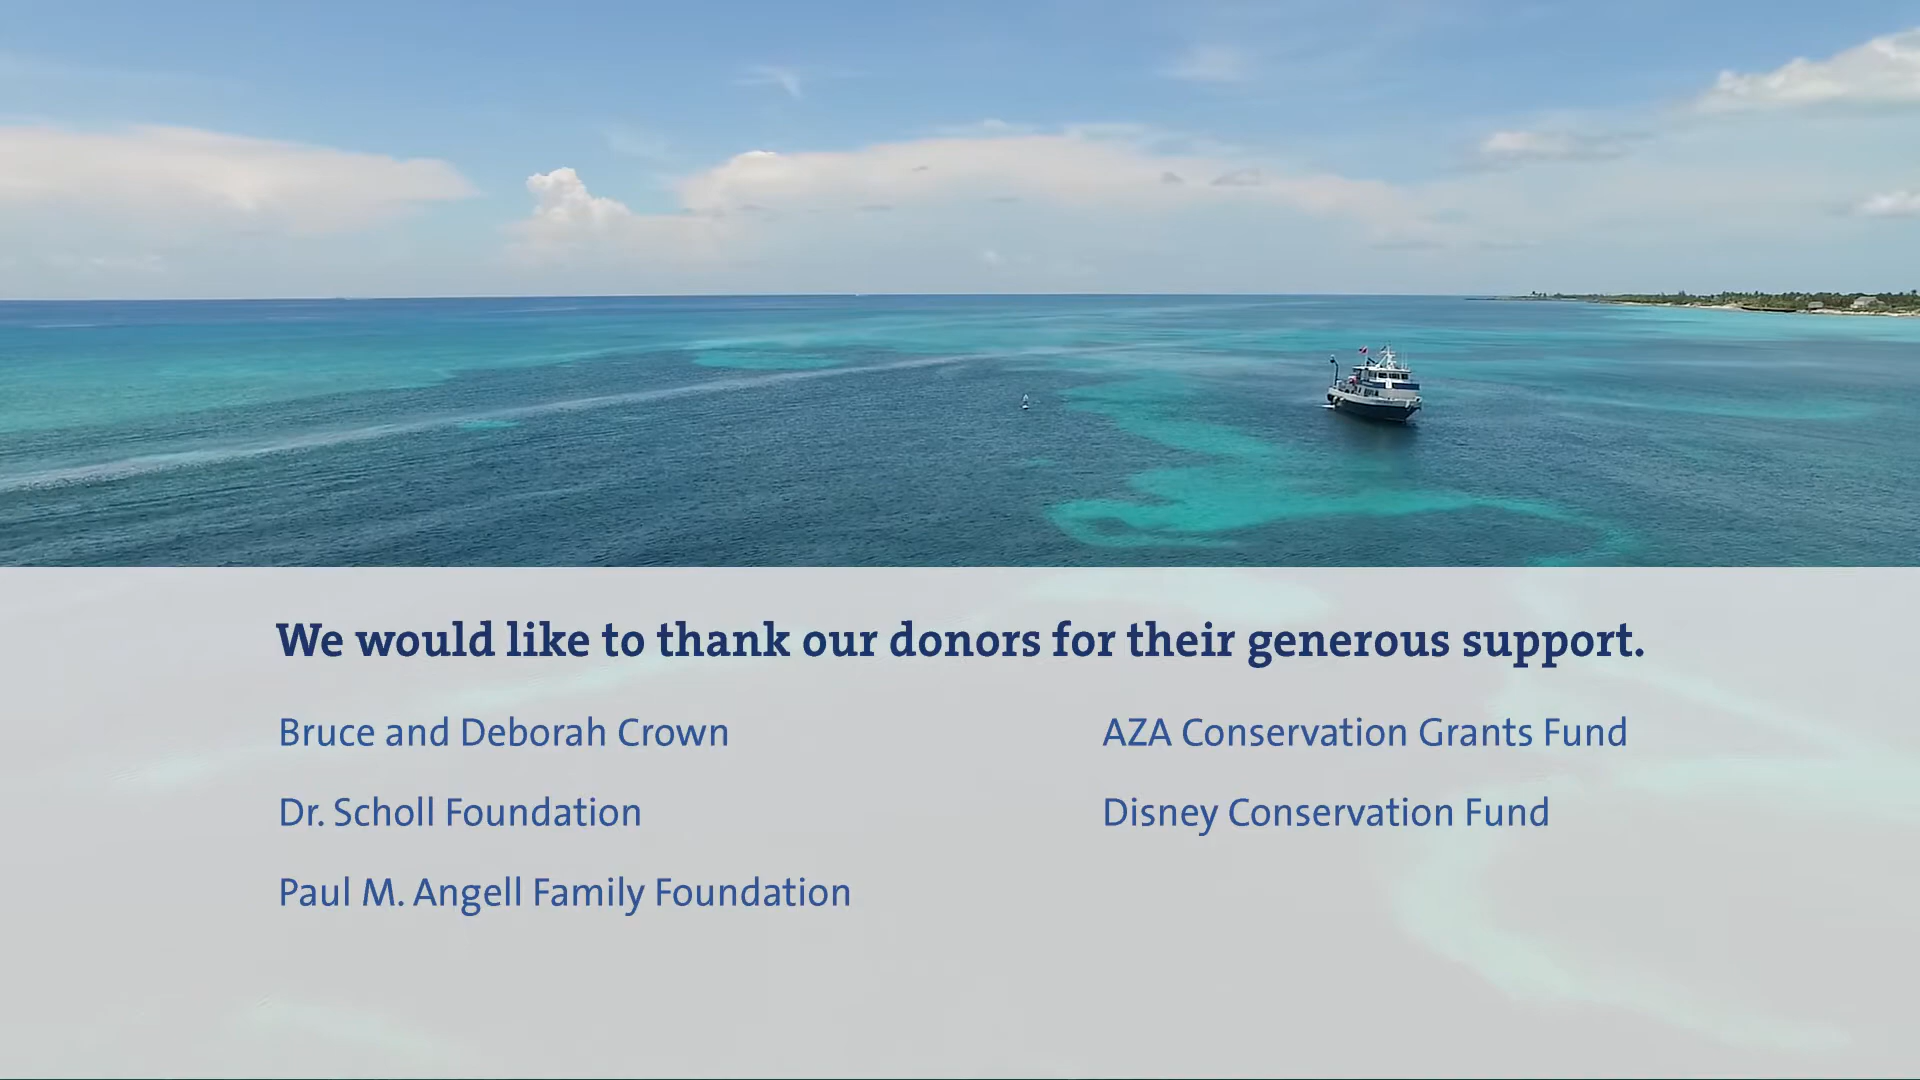 We would like to thank our donors for their generous support.
Bruce and Deborah Crown
Dr. Scholl Foundation
Paul M. Angell Family Foundation
AZA Conservation Grants Fund
Disney Conservation Fund